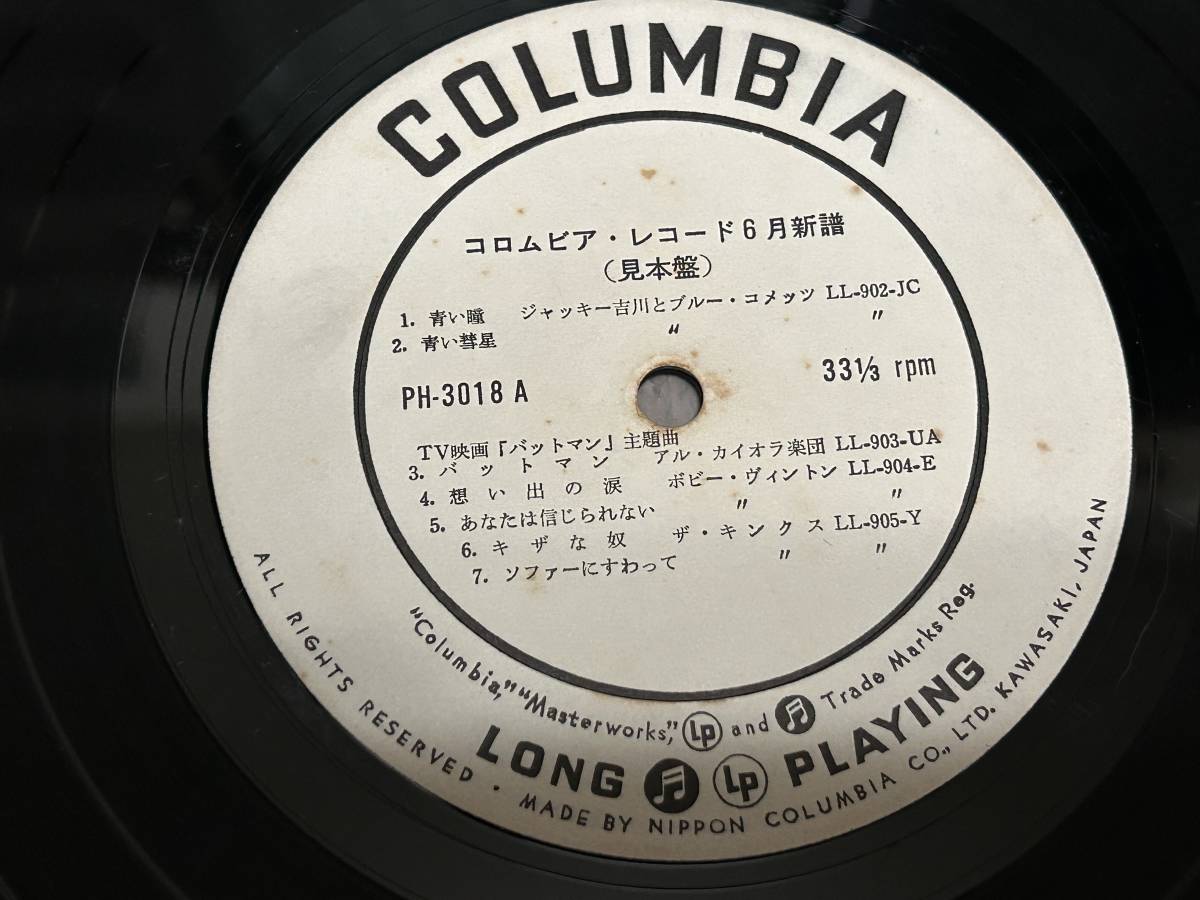 COLUMBIA
コロムビア・レコード6月新譜
（見本盤）
1. 青い瞳 ジャッキー吉川とブルー・コメッツ LL-902-JC
2. 青い彗星 〃 〃
PH-3018 A 33⅓ rpm
TV映画『バットマン』主題曲
3. バットマン アル・カイオラ楽団 LL-903-UA
4. 想い出の涙 ボビー・ヴィントン LL-904-E
5. あなたは信じられない 〃 〃
6. キザな奴 ザ・キンクス LL-905-Y
7. ソファーにすわって 〃 〃
"Columbia," "Masterworks," Lp and Trade Marks Reg.
LONG Lp PLAYING
ALL RIGHTS RESERVED · MADE BY NIPPON COLUMBIA CO., LTD. KAWASAKI, JAPAN